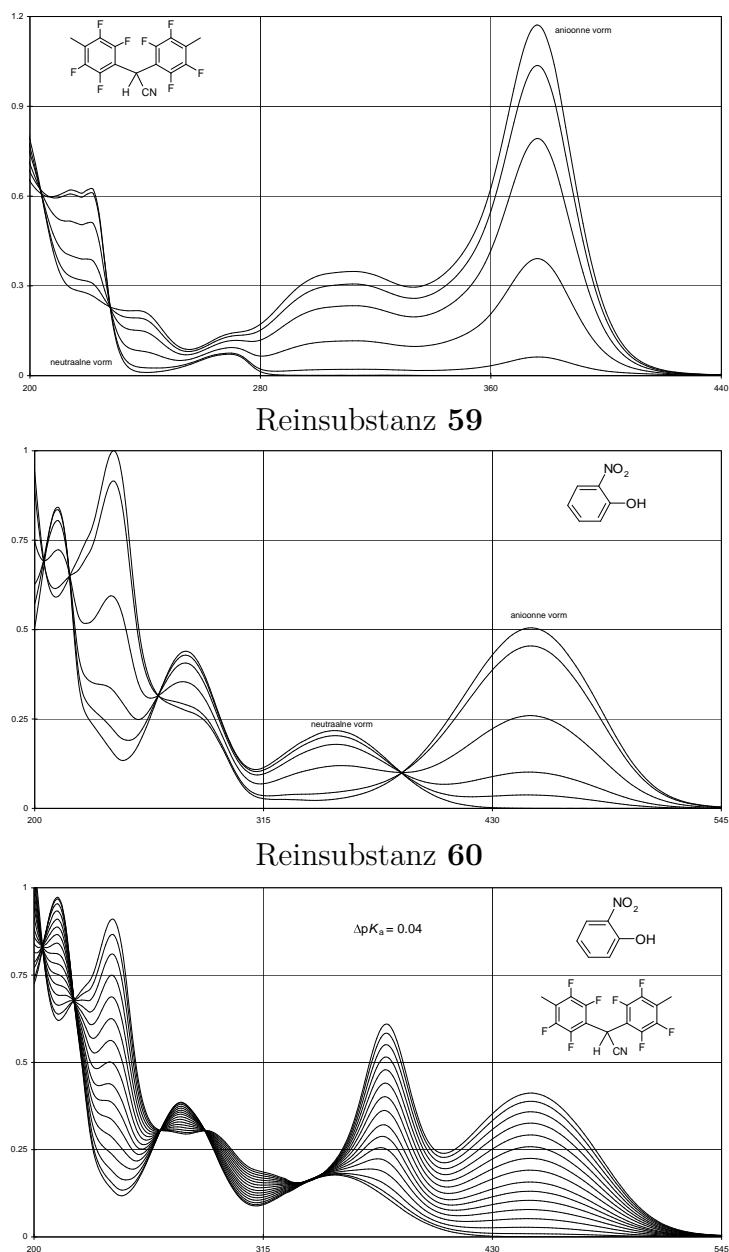 1.2
0.9
0.6
0.3
0
F F
F F
F F
F F
H CN
anioonne vorm
neutraalne vorm
200 280 360 440
Reinsubstanz 59
1
0.75
0.5
0.25
0
NO2
OH
anioonne vorm
neutraalne vorm
200 315 430 545
Reinsubstanz 60
1
0.75
0.5
0.25
0
ΔpKa = 0.04
NO2
OH
F F
F F
F F
F F
H CN
200 315 430 545